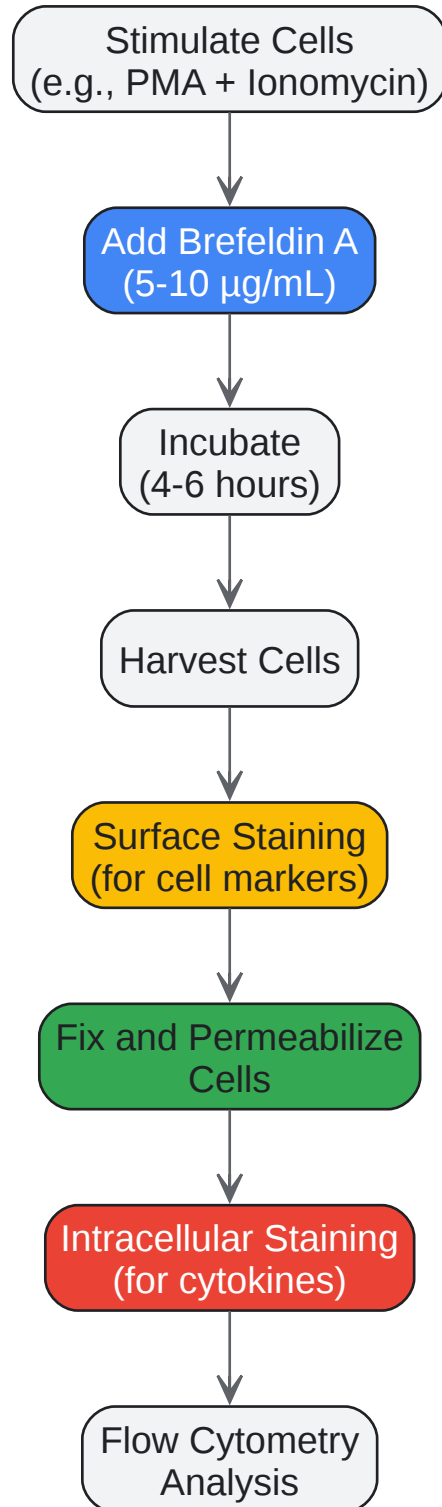 Stimulate Cells
(e.g., PMA + Ionomycin)
Add Brefeldin A
(5-10 µg/mL)
Incubate
(4-6 hours)
Harvest Cells
Surface Staining
(for cell markers)
Fix and Permeabilize
Cells
Intracellular Staining
(for cytokines)
Flow Cytometry
Analysis